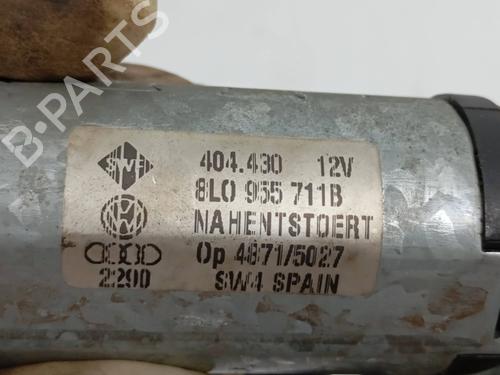 SWF
404.430 12V
8L0 955 711B
NAHENTSTOERT
Op 4871/5027
2290 SW4 SPAIN
B-PARTS